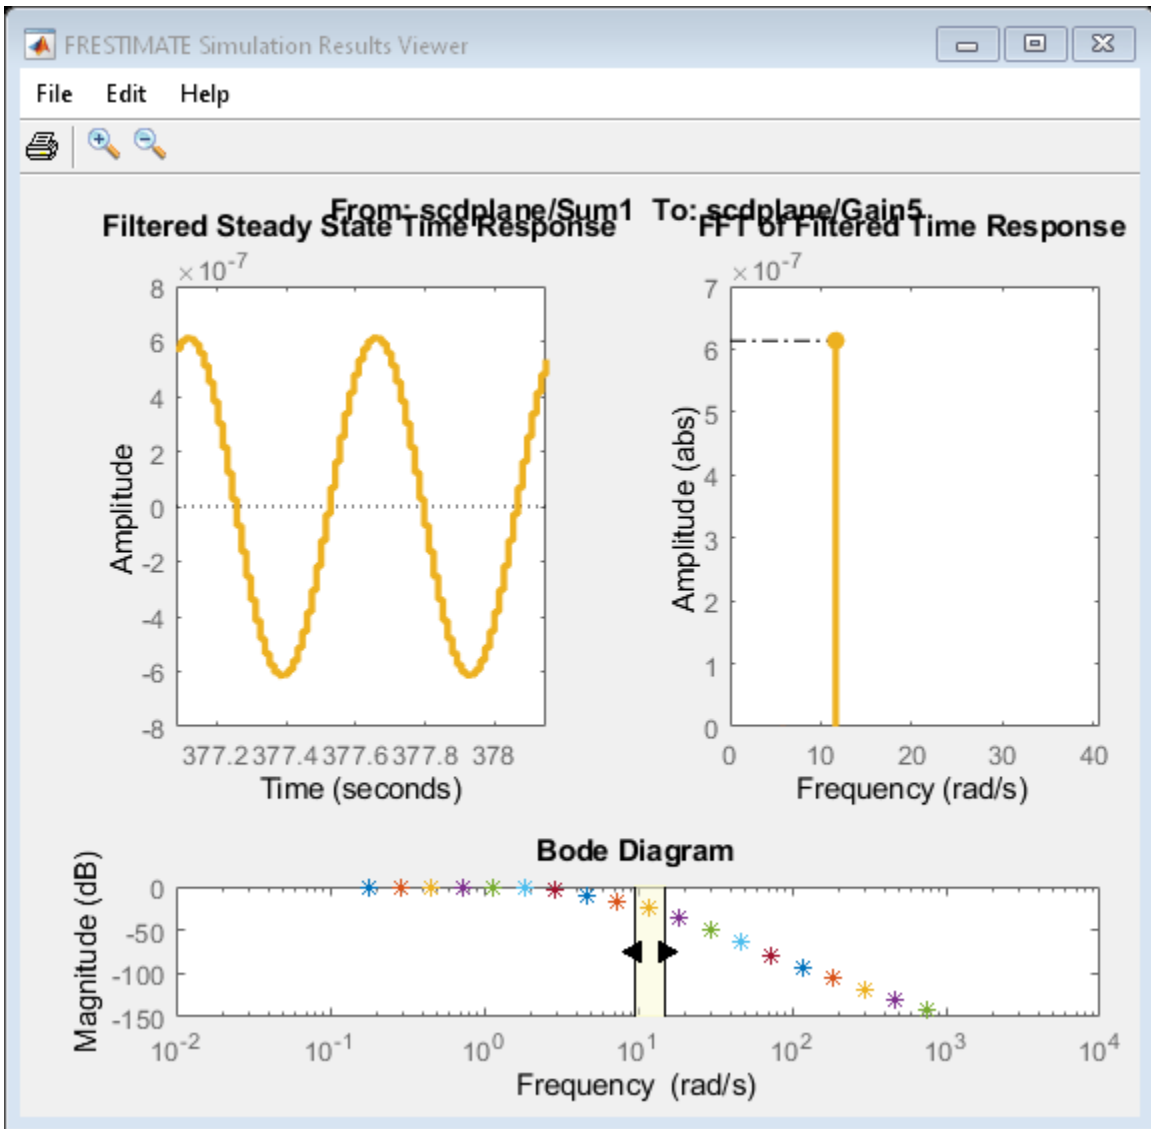 FRESTIMATE Simulation Results Viewer
File Edit Help
From: scdplane/Sum1 To: scdplane/Gain5
Filtered Steady State Time Response
×10-7
8
6
4
2
0
-2
-4
-6
-8
Amplitude
377.2 377.4 377.6 377.8 378
Time (seconds)
FFT of Filtered Time Response
×10-7
7
6
5
4
3
2
1
0
Amplitude (abs)
0 10 20 30 40
Frequency (rad/s)
Bode Diagram
Magnitude (dB)
0
-50
-100
-150
10-2 10-1 100 101 102 103 104
Frequency (rad/s)